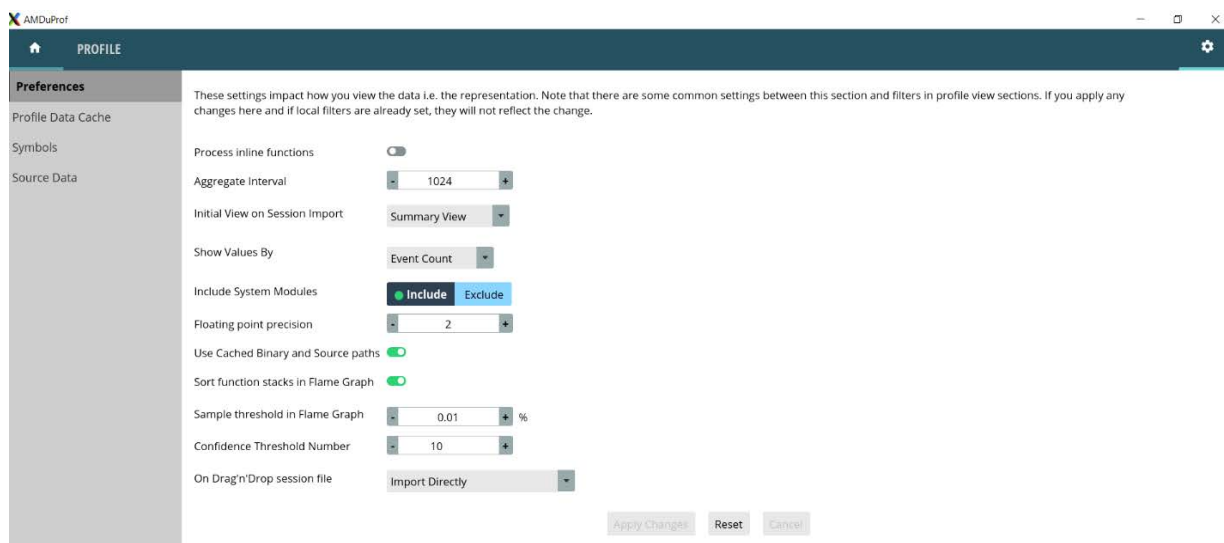 AMDuProf
PROFILE
Preferences
Profile Data Cache
Symbols
Source Data
These settings impact how you view the data i.e. the representation. Note that there are some common settings between this section and filters in profile view sections. If you apply any
changes here and if local filters are already set, they will not reflect the change.
Process inline functions
Aggregate Interval - 1024 +
Initial View on Session Import Summary View
Show Values By Event Count
Include System Modules Include Exclude
Floating point precision - 2 +
Use Cached Binary and Source paths
Sort function stacks in Flame Graph
Sample threshold in Flame Graph - 0.01 + %
Confidence Threshold Number - 10 +
On Drag'n'Drop session file Import Directly
Apply Changes Reset Cancel